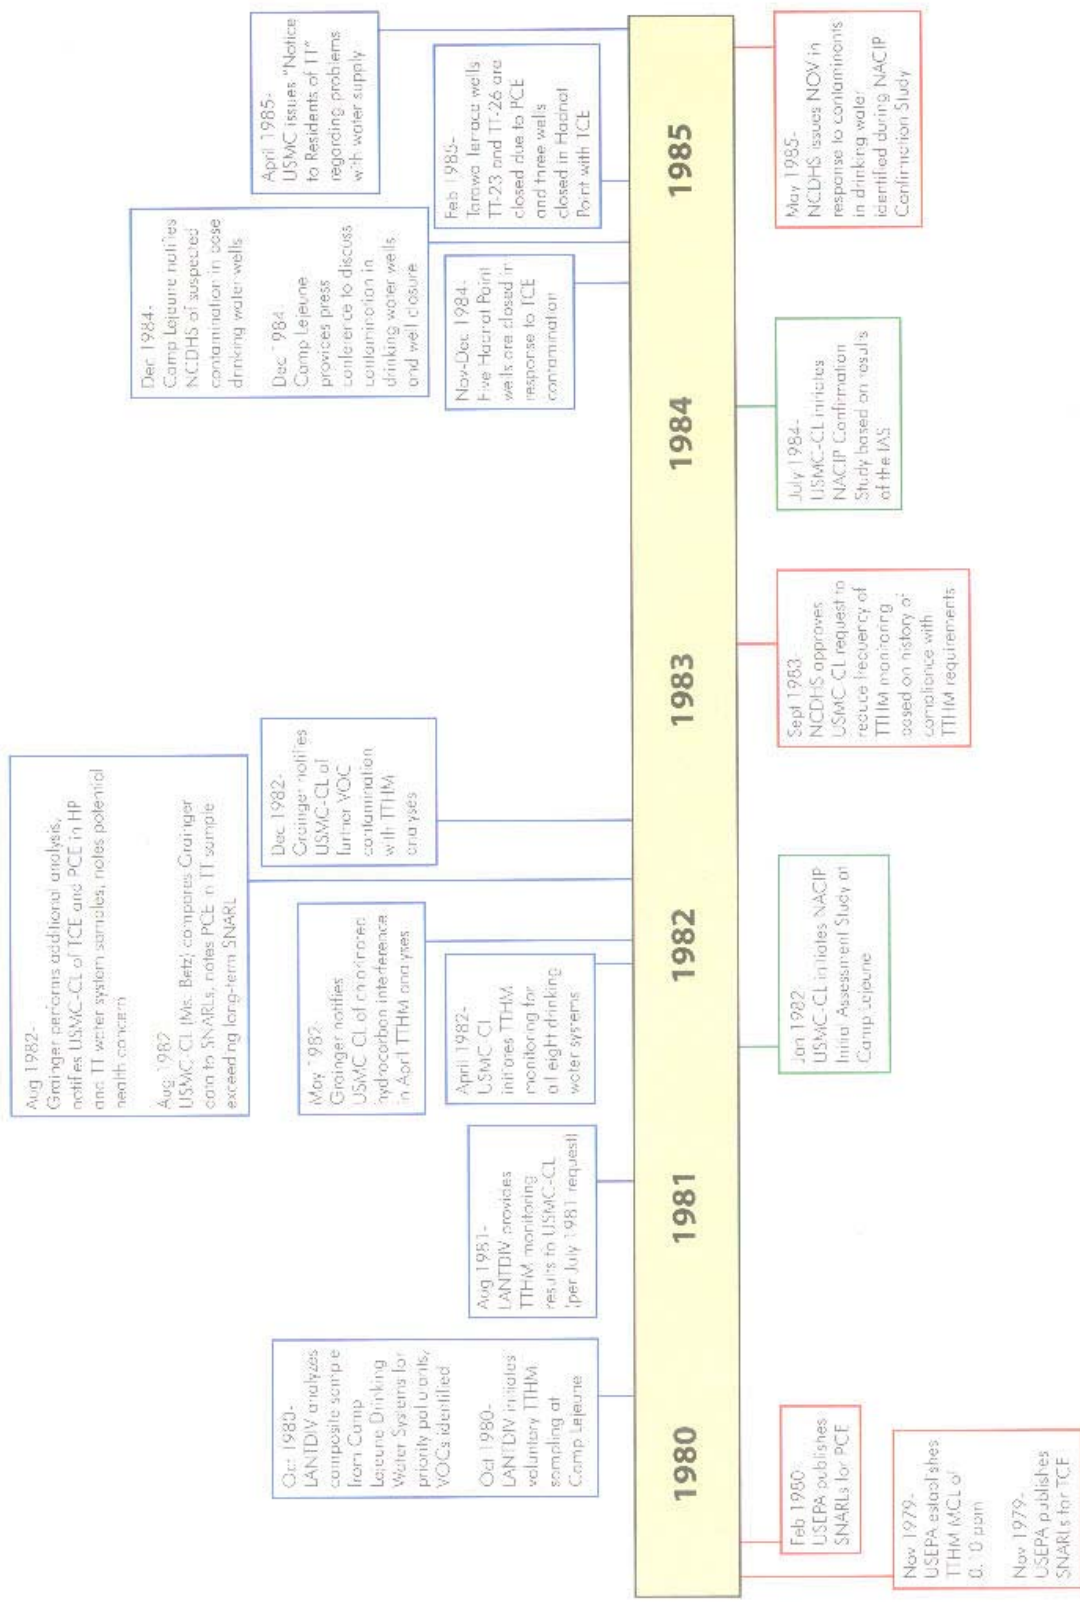 Oct 1980-
LANTDIV analyzes
composite sample
from Camp
Lejeune Drinking
Water Systems for
priority pollutants,
VOCs identified
Oct 1980-
LANTDIV initiates
voluntary TTHM
sampling at
Camp Lejeune
Aug 1981-
LANTDIV provides
TTHM monitoring
results to USMC-CL
(per July 1981 request)
Aug 1982-
Grainger performs additional analysis,
notifies USMC-CL of TCE and PCE in HP
and TT water system samples, notes potential
health concern
Aug 1982
USMC-CL (Ms. Betz) compares Grainger
data to SNARLs, notes PCE in TT sample
exceeding long-term SNARL
May 1982-
Grainger notifies
USMC CL of chlorinated
hydrocarbon interference
in April TTHM analyses
April 1982-
USMC CL
initiates TTHM
monitoring for
all eight drinking
water systems
Dec 1982-
Grainger notifies
USMC-CL of
further VOC
contamination
with TTHM
analyses
Dec 1984-
Camp Lejeune notifies
NCDHS of suspected
contamination in base
drinking water wells
Dec 1984
Camp Lejeune
provides press
conference to discuss
contamination in
drinking water wells
and well closure
Nov-Dec 1984-
Five Hadnot Point
wells are closed in
response to TCE
contamination
April 1985-
USMC issues "Notice
to Residents of TT"
regarding problems
with water supply
Feb 1985-
Tarawa Terrace wells
TT-23 and TT-26 are
closed due to PCE
and three wells
closed in Hadnot
Point with TCE
1980
1981
1982
1983
1984
1985
Feb 1980-
USEPA publishes
SNARLs for PCE
Nov 1979-
USEPA establishes
TTHM MCL of
0.10 ppm
Nov 1979-
USEPA publishes
SNARLs for TCE
Jan 1982
USMC-CL initiates NACIP
Initial Assessment Study at
Camp Lejeune
Sept 1983-
NCDHS approves
USMC CL request to
reduce frequency of
TTHM monitoring
based on history of
compliance with
TTHM requirements
July 1984-
USMC-CL initiates
NACIP Confirmation
Study based on results
of the IAS
May 1985-
NCDHS issues NOV in
response to contaminants
in drinking water
identified during NACIP
Confirmation Study